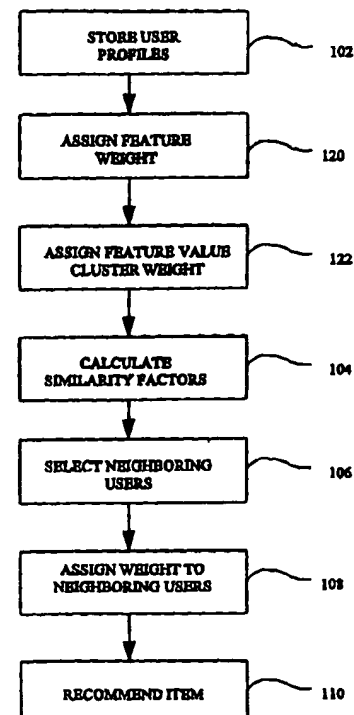 STORE USER
PROFILES
102
ASSIGN FEATURE
WEIGHT
120
ASSIGN FEATURE VALUE
CLUSTER WEIGHT
122
CALCULATE
SIMILARITY FACTORS
104
SELECT NEIGHBORING
USERS
106
ASSIGN WEIGHT TO
NEIGHBORING USERS
108
RECOMMEND ITEM
110